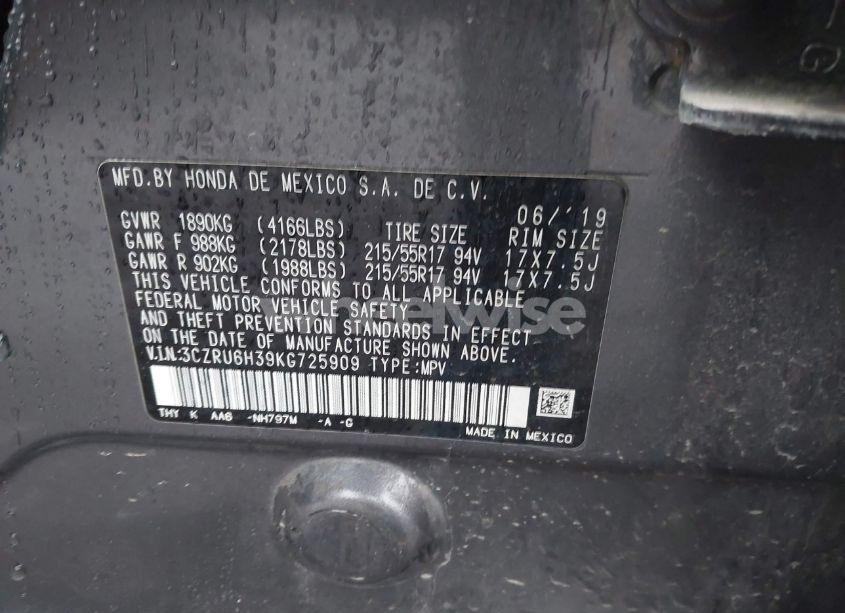 MFD.BY HONDA DE MEXICO S.A. DE C.V.
06/'19
GVWR 1890KG (4166LBS) TIRE SIZE RIM SIZE
GAWR F 988KG (2178LBS) 215/55R17 94V 17X7.5J
GAWR R 902KG (1988LBS) 215/55R17 94V 17X7.5J
THIS VEHICLE CONFORMS TO ALL APPLICABLE
FEDERAL MOTOR VEHICLE SAFETY
AND THEFT PREVENTION STANDARDS IN EFFECT
ON THE DATE OF MANUFACTURE SHOWN ABOVE.
V.I.N:3CZRU6H39KG725909 TYPE:MPV
THY K AA6 -NH797M -A -G
MADE IN MEXICO